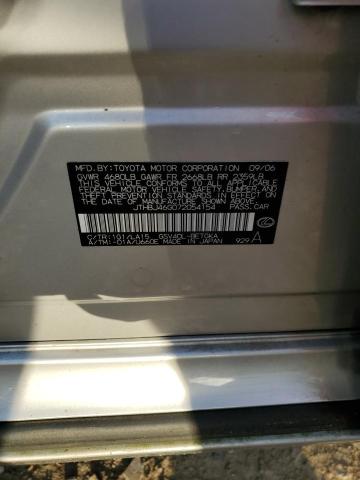 MFD.BY:TOYOTA MOTOR CORPORATION 09/06
GVWR 4680LB GAWR FR 2668LB RR 2359LB
THIS VEHICLE CONFORMS TO ALL APPLICABLE
FEDERAL MOTOR VEHICLE SAFETY, BUMPER, AND
THEFT PREVENTION STANDARDS IN EFFECT ON
THE DATE OF MANUFACTURE SHOWN ABOVE.
JTHBJ46G072054154 PASS.CAR
C/TR:1G1/LA15 GSV40L-BETGKA
A/TM:-01A/U660E MADE IN JAPAN 929 A